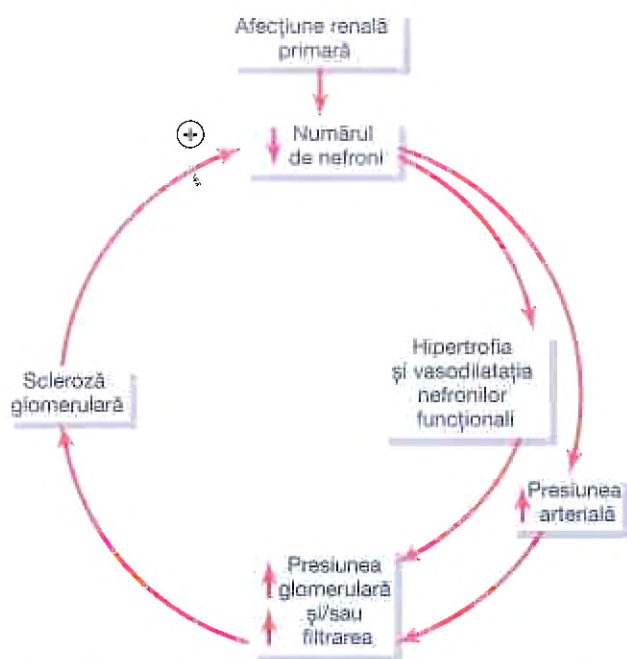 Afecțiune renală
primară
Numărul
de nefroni
Hipertrofia
și vasodilatația
nefronilor
funcționali
Scleroză
glomerulară
Presiunea
arterială
Presiunea
glomerulară
și/sau
filtrarea